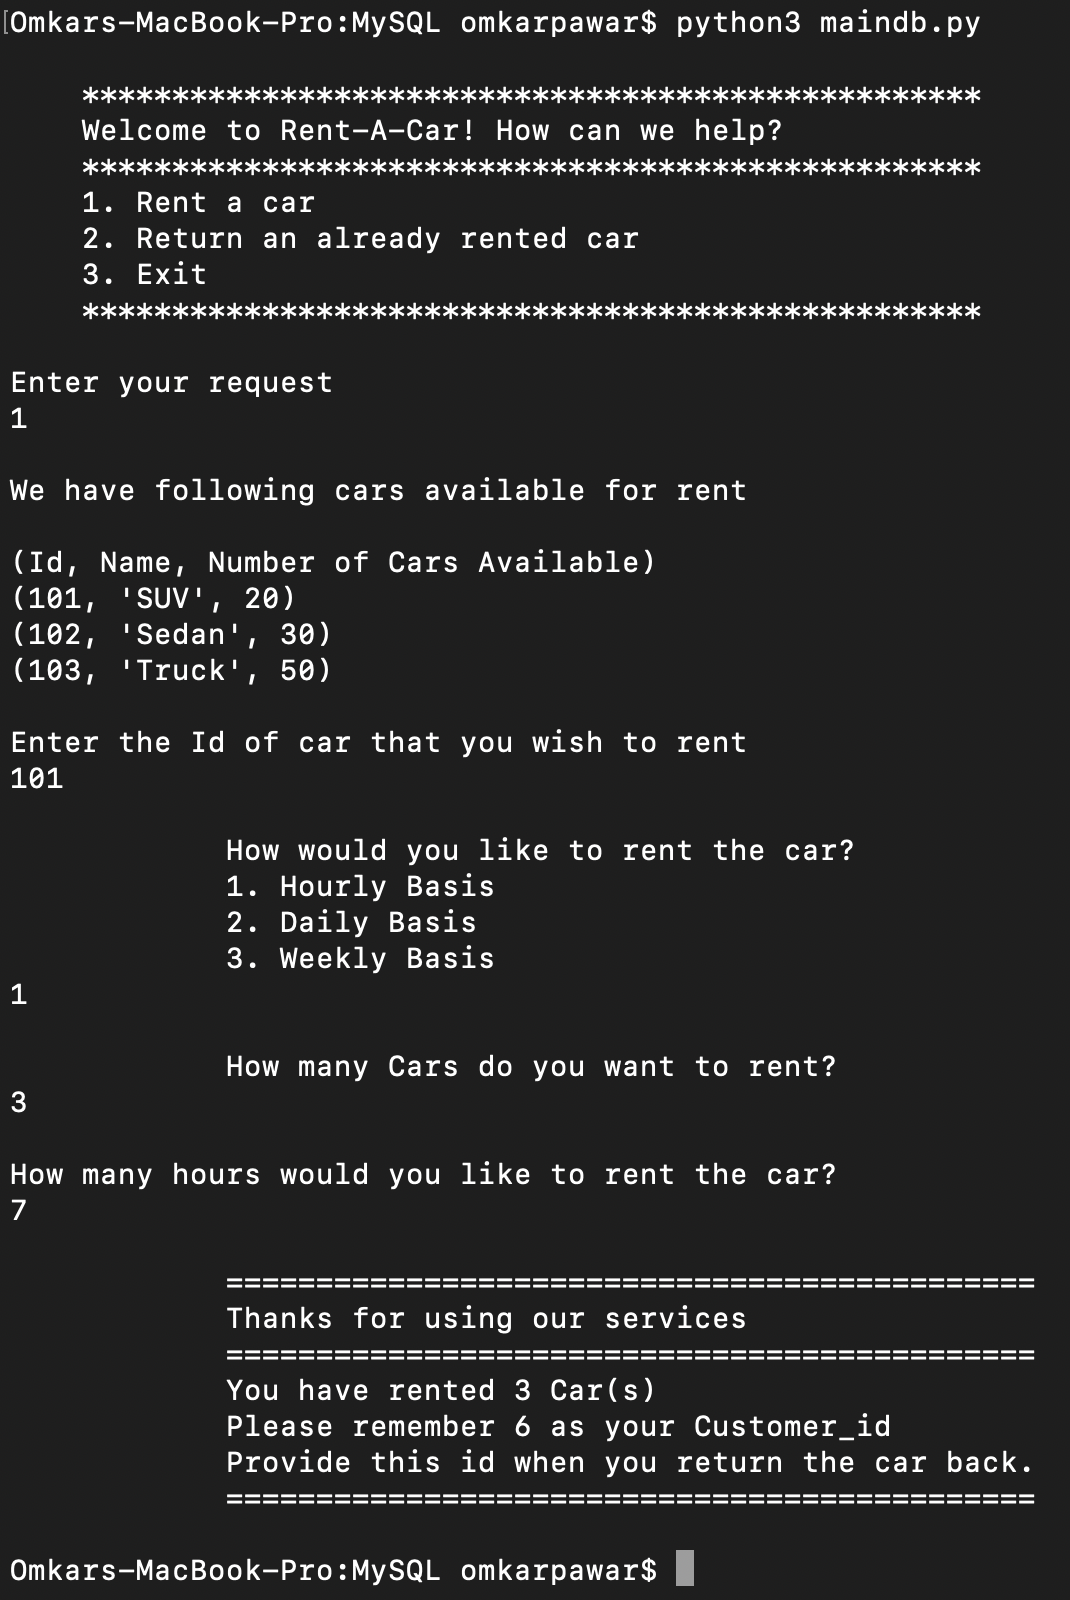 [Omkars-MacBook-Pro:MySQL omkarpawar$ python3 maindb.py
**************************************************
Welcome to Rent-A-Car! How can we help?
**************************************************
1. Rent a car
2. Return an already rented car
3. Exit
**************************************************
Enter your request
1
We have following cars available for rent
(Id, Name, Number of Cars Available)
(101, 'SUV', 20)
(102, 'Sedan', 30)
(103, 'Truck', 50)
Enter the Id of car that you wish to rent
101
How would you like to rent the car?
1. Hourly Basis
2. Daily Basis
3. Weekly Basis
1
How many Cars do you want to rent?
3
How many hours would you like to rent the car?
7
=============================================
Thanks for using our services
=============================================
You have rented 3 Car(s)
Please remember 6 as your Customer_id
Provide this id when you return the car back.
=============================================
Omkars-MacBook-Pro:MySQL omkarpawar$